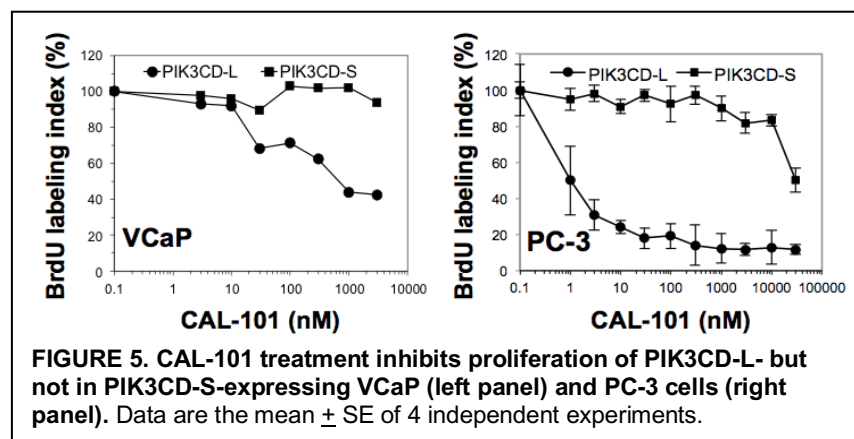 BrdU labeling index (%)
120
100
80
60
40
20
0
PIK3CD-L PIK3CD-S
VCaP
0.1 1 10 100 1000 10000
CAL-101 (nM)
BrdU labeling index (%)
120
100
80
60
40
20
0
PIK3CD-L PIK3CD-S
PC-3
0.1 1 10 100 1000 10000 100000
CAL-101 (nM)
FIGURE 5. CAL-101 treatment inhibits proliferation of PIK3CD-L- but
not in PIK3CD-S-expressing VCaP (left panel) and PC-3 cells (right
panel). Data are the mean ± SE of 4 independent experiments.